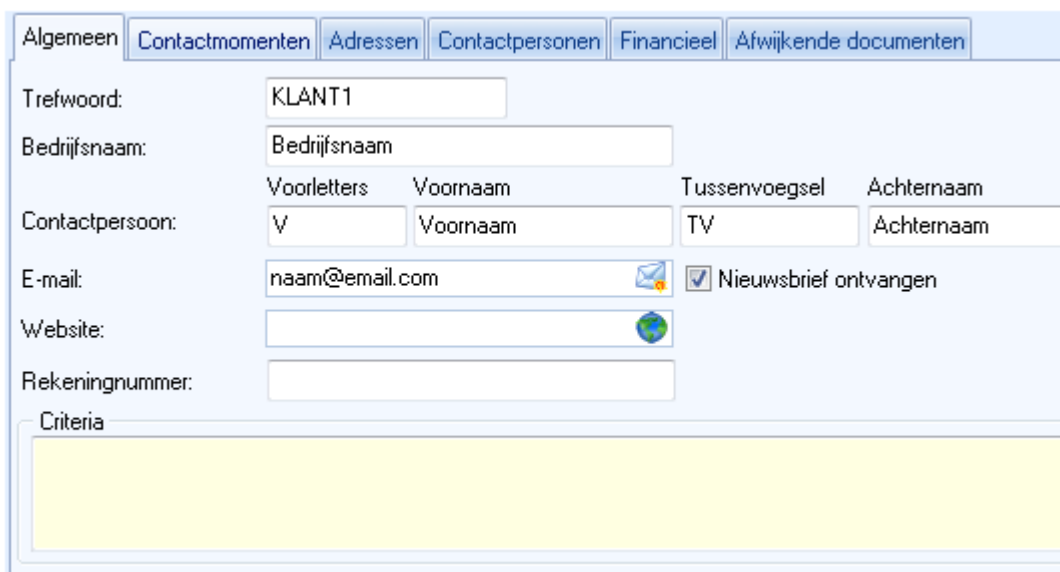 Algemeen Contactmomenten Adressen Contactpersonen Financieel Afwijkende documenten
Trefwoord: KLANT1
Bedrijfsnaam: Bedrijfsnaam
Voorletters Voornaam Tussenvoegsel Achternaam
Contactpersoon: V Voornaam TV Achternaam
E-mail: naam@email.com Nieuwsbrief ontvangen
Website:
Rekeningnummer:
Criteria